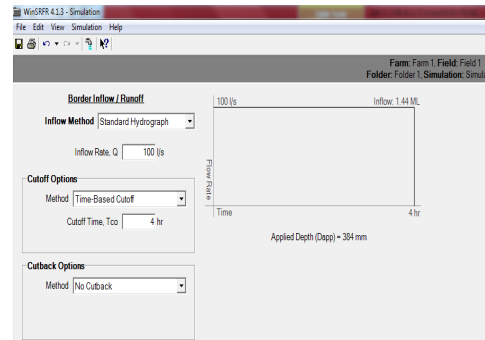 WinSRFR 4.1.3 - Simulation
File Edit View Simulation Help
Farm: Farm 1, Field: Field 1
Folder: Folder 1, Simulation: Simula
Border Inflow / Runoff
Inflow Method Standard Hydrograph
Inflow Rate, Q 100 l/s
Cutoff Options
Method Time-Based Cutoff
Cutoff Time, Tco 4 hr
Cutback Options
Method No Cutback
100 l/s Inflow: 1.44 ML
Flow Rate
Time 4 hr
Applied Depth (Dapp) = 384 mm